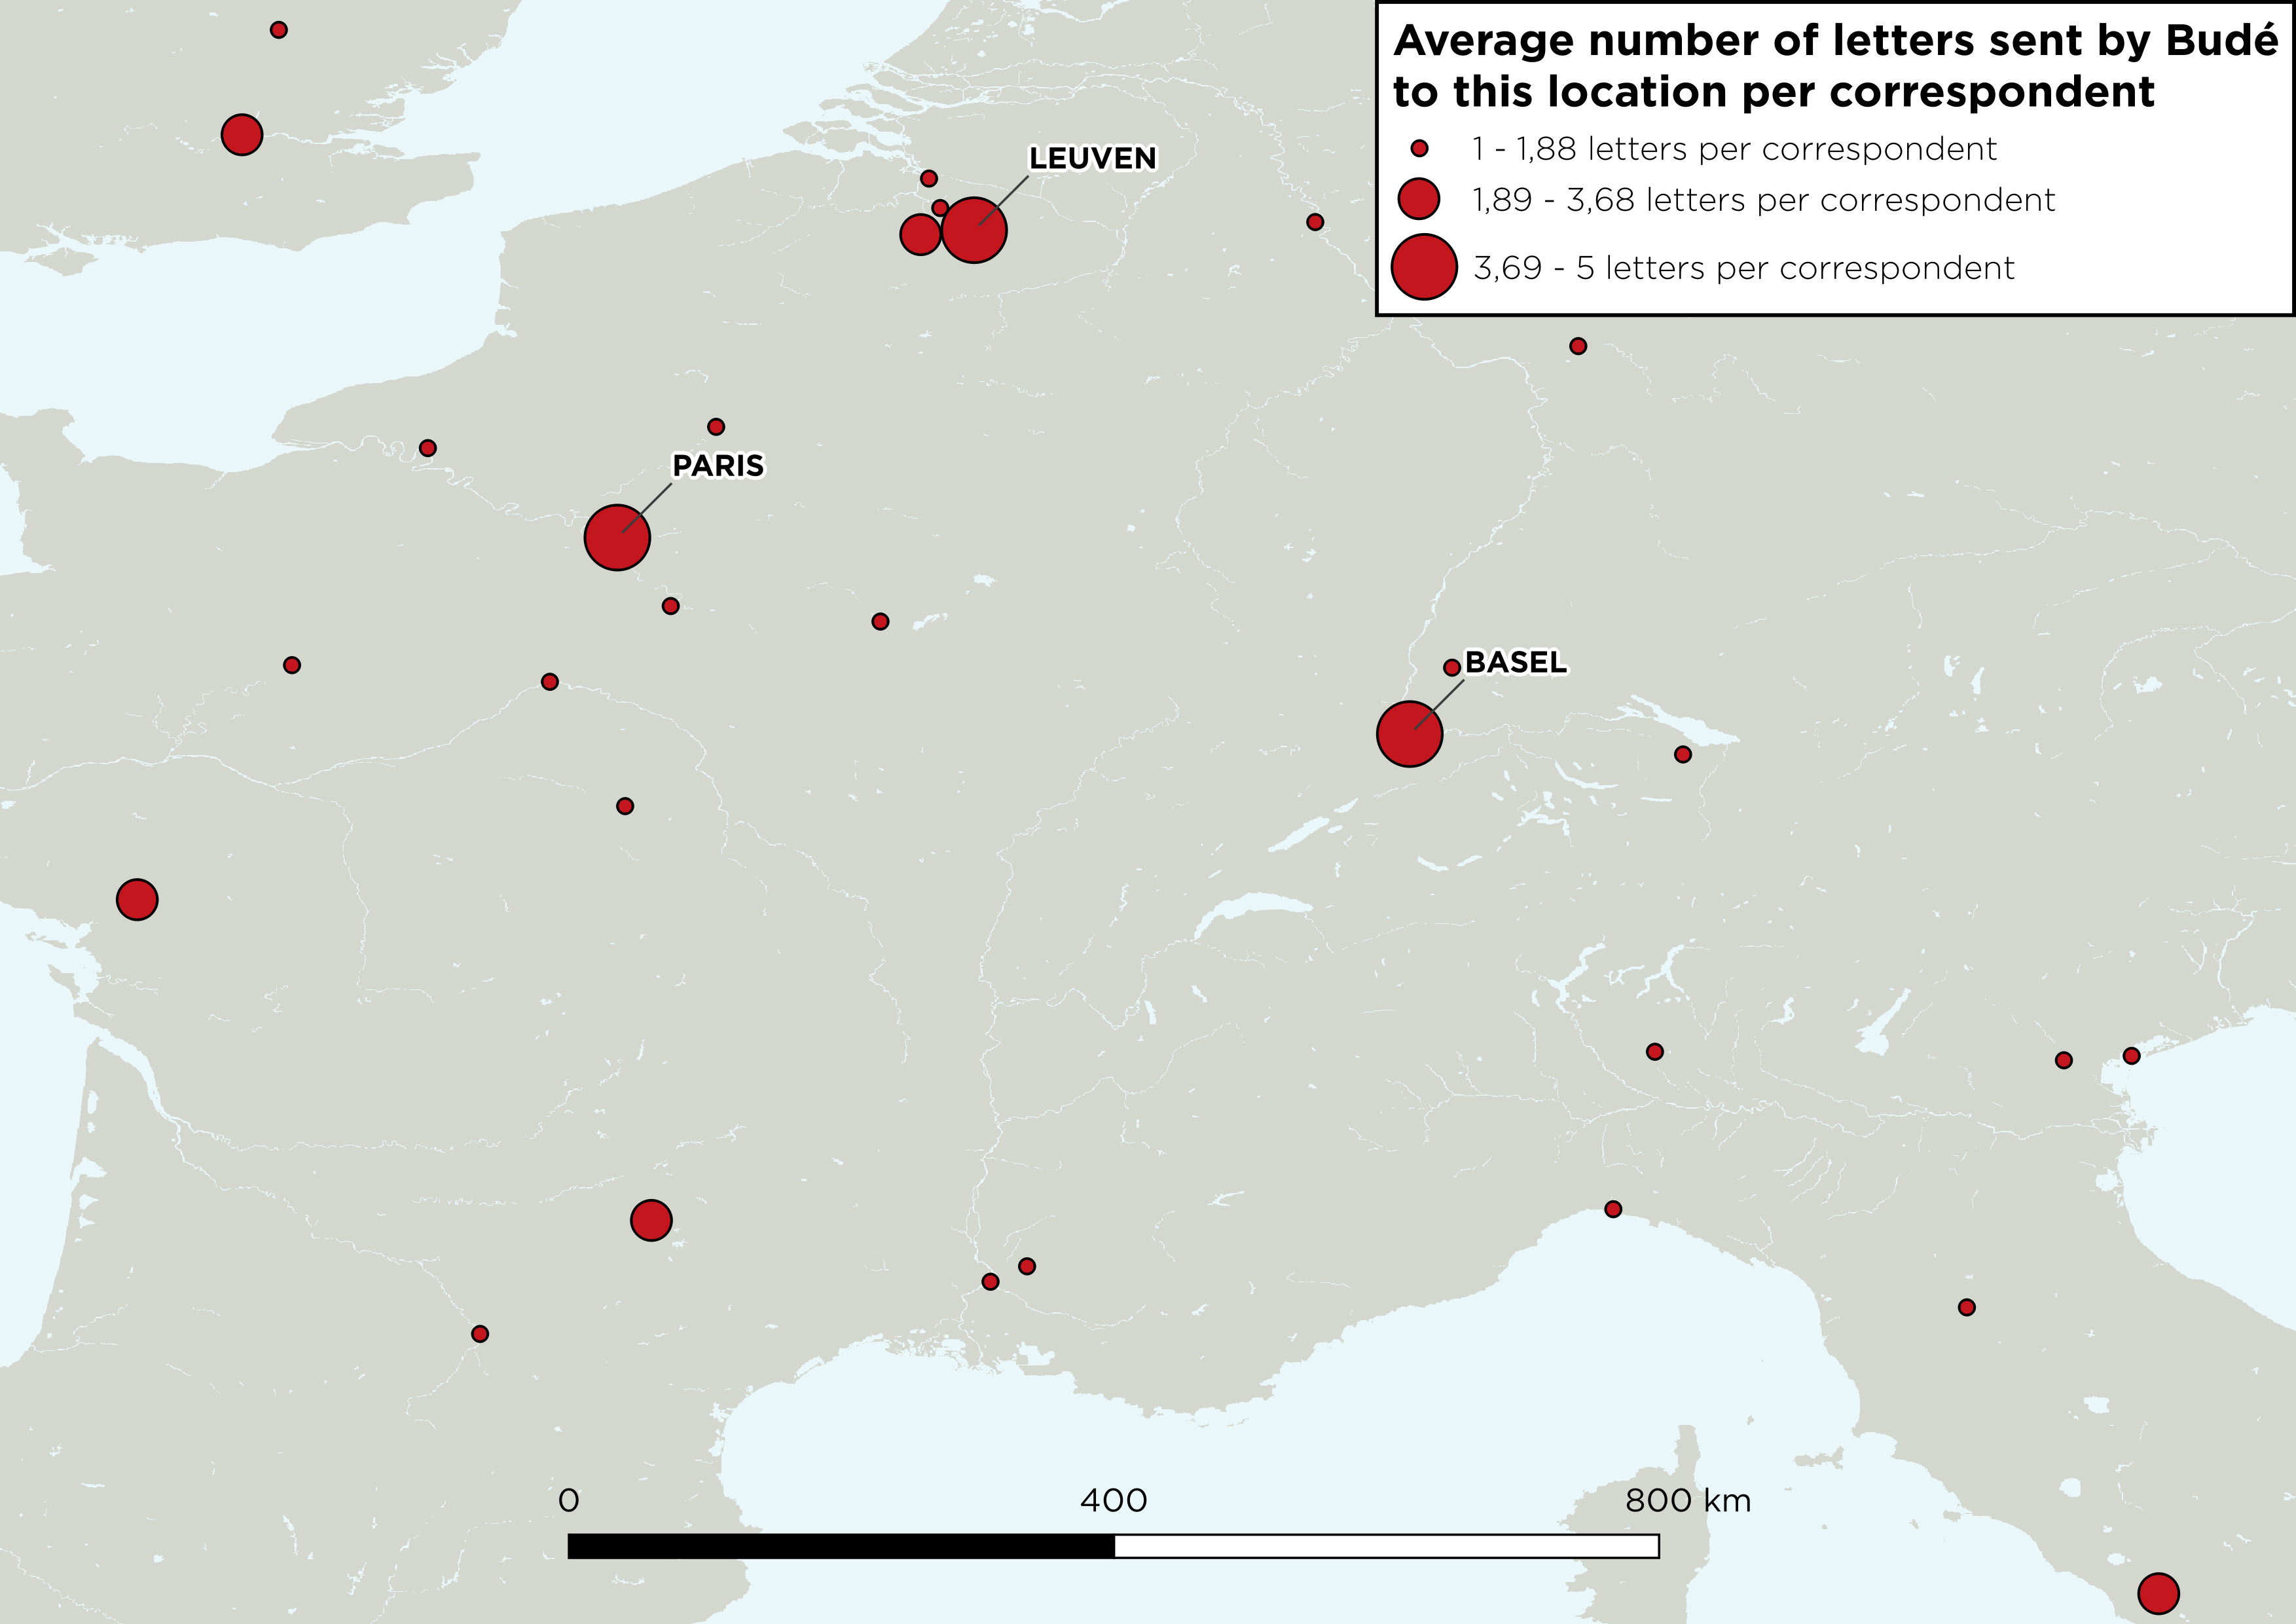 Average number of letters sent by Budé
to this location per correspondent
1 - 1,88 letters per correspondent
1,89 - 3,68 letters per correspondent
3,69 - 5 letters per correspondent
LEUVEN
PARIS
BASEL
0 400 800 km